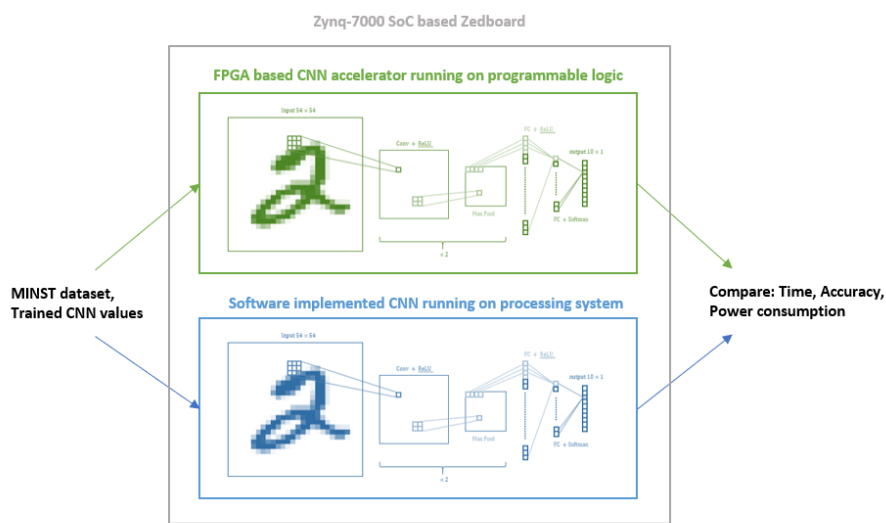 Zynq-7000 SoC based Zedboard
FPGA based CNN accelerator running on programmable logic
Input 54 × 54
Conv + ReLU
FC + ReLU
output 10 × 1
Max Pool
FC + Softmax
× 2
MINST dataset,
Trained CNN values
Compare: Time, Accuracy,
Power consumption
Software implemented CNN running on processing system
Input 54 × 54
Conv + ReLU
FC + ReLU
output 10 × 1
Max Pool
FC + Softmax
× 2